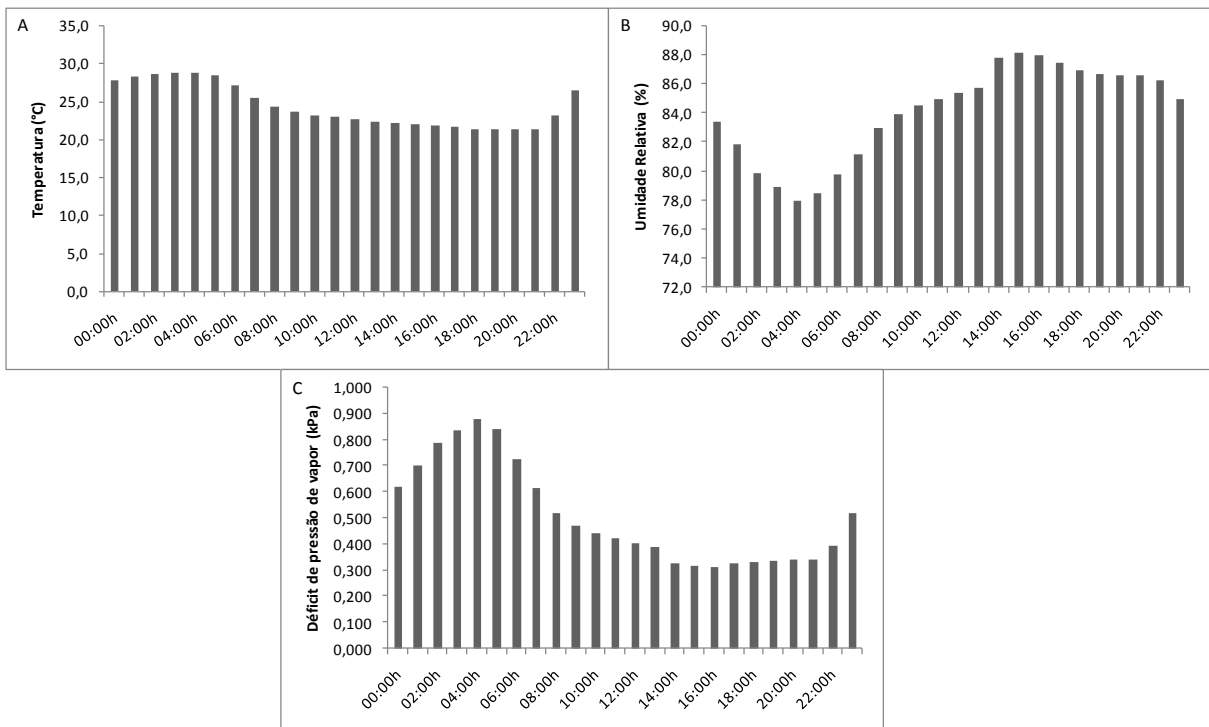 A
Temperatura (°C)
35,0
30,0
25,0
20,0
15,0
10,0
5,0
0,0
00:00h
02:00h
04:00h
06:00h
08:00h
10:00h
12:00h
14:00h
16:00h
18:00h
20:00h
22:00h
B
Umidade Relativa (%)
90,0
88,0
86,0
84,0
82,0
80,0
78,0
76,0
74,0
72,0
00:00h
02:00h
04:00h
06:00h
08:00h
10:00h
12:00h
14:00h
16:00h
18:00h
20:00h
22:00h
C
Déficit de pressão de vapor (kPa)
1,000
0,900
0,800
0,700
0,600
0,500
0,400
0,300
0,200
0,100
0,000
00:00h
02:00h
04:00h
06:00h
08:00h
10:00h
12:00h
14:00h
16:00h
18:00h
20:00h
22:00h